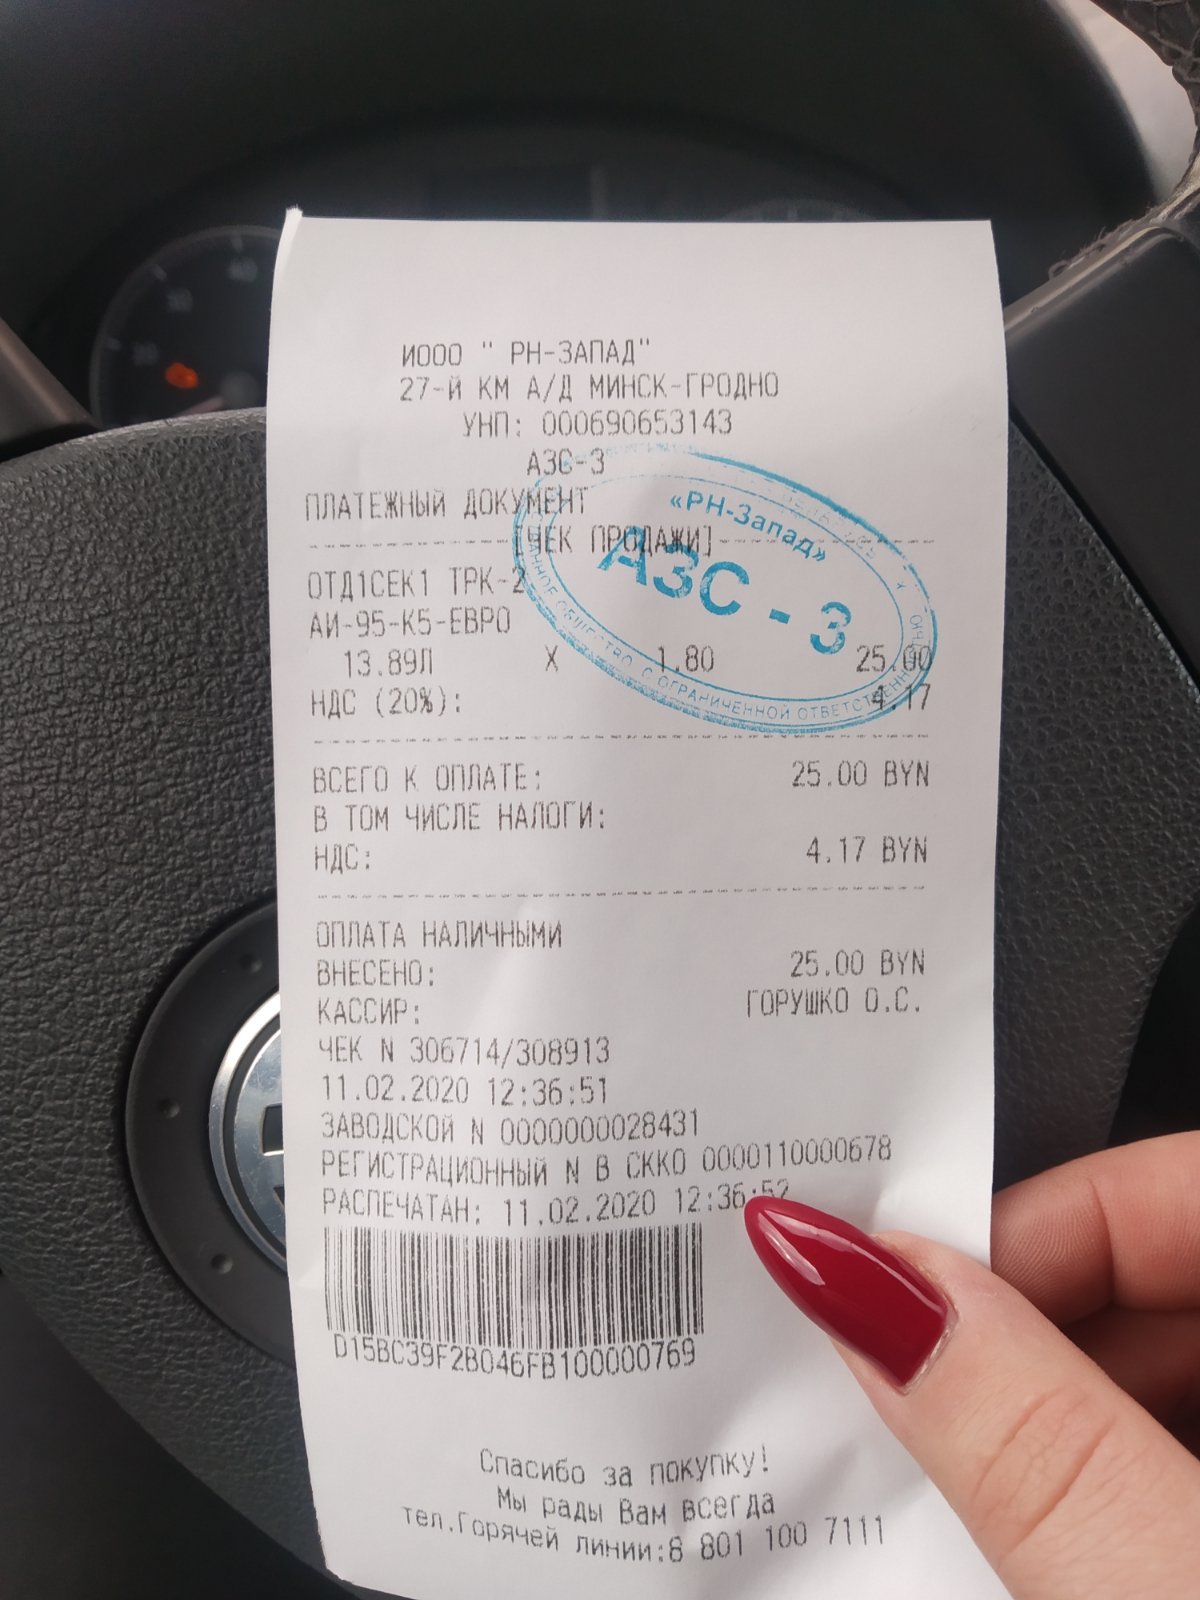 ИООО " РН-ЗАПАД"
27-Й КМ А/Д МИНСК-ГРОДНО
УНП: 000690653143
АЗС-3
ПЛАТЕЖНЫЙ ДОКУМЕНТ
[ЧЕК ПРОДАЖИ]
«РН-Запад»
АЗС - 3
ОБЩЕСТВО С ОГРАНИЧЕННОЙ ОТВЕТСТВЕННОСТЬЮ
ОТД1СЕК1 ТРК-2
АИ-95-К5-ЕВРО
13.89Л X 1.80 25.00
НДС (20%): 4.17
ВСЕГО К ОПЛАТЕ: 25.00 BYN
В ТОМ ЧИСЛЕ НАЛОГИ:
НДС: 4.17 BYN
ОПЛАТА НАЛИЧНЫМИ
ВНЕСЕНО: 25.00 BYN
КАССИР: ГОРУШКО О.С.
ЧЕК N 306714/308913
11.02.2020 12:36:51
ЗАВОДСКОЙ N 0000000028431
РЕГИСТРАЦИОННЫЙ N В СККО 0000110000678
РАСПЕЧАТАН: 11.02.2020 12:36:52
D15BC39F2B046FB100000769
Спасибо за покупку!
Мы рады Вам всегда
тел.Горячей линии:8 801 100 7111